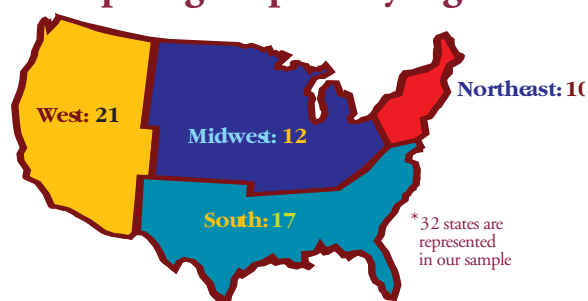 West: 21
Midwest: 12
Northeast: 10
South: 17
*32 states are
represented
in our sample